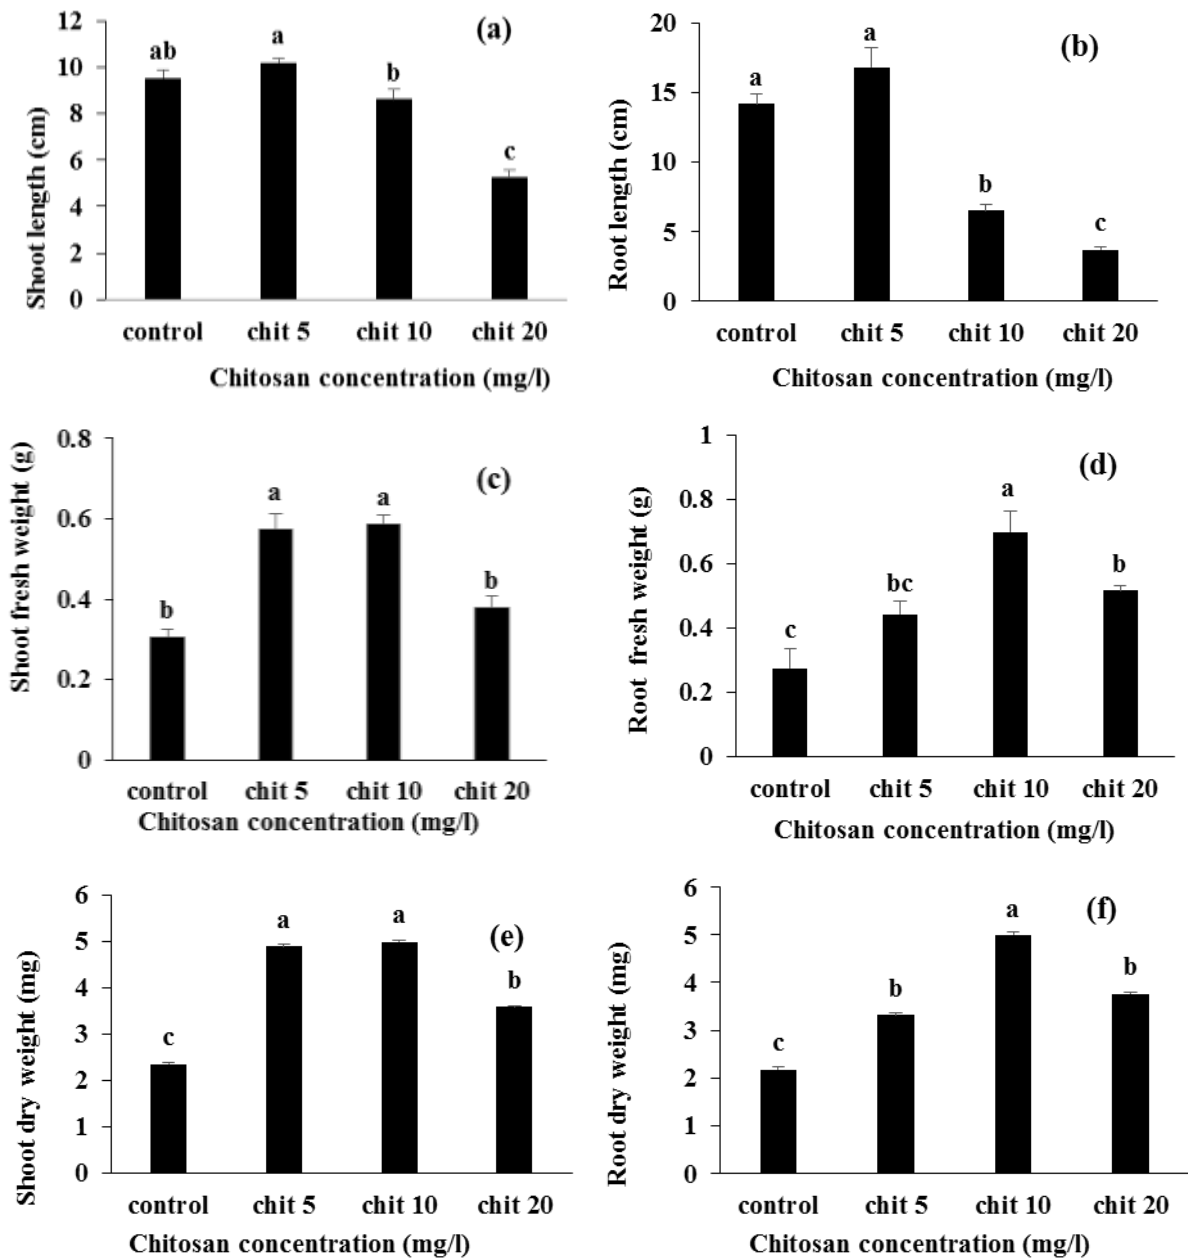 12
10
8
6
4
2
0
Shoot length (cm)
(a)
ab
a
b
c
control chit 5 chit 10 chit 20
Chitosan concentration (mg/l)
20
15
10
5
0
Root length (cm)
(b)
a
a
b
c
control chit 5 chit 10 chit 20
Chitosan concentration (mg/l)
0.8
0.6
0.4
0.2
0
Shoot fresh weight (g)
(c)
b
a
a
b
control chit 5 chit 10 chit 20
Chitosan concentration (mg/l)
1
0.8
0.6
0.4
0.2
0
Root fresh weight (g)
(d)
c
bc
a
b
control chit 5 chit 10 chit 20
Chitosan concentration (mg/l)
6
5
4
3
2
1
0
Shoot dry weight (mg)
(e)
c
a
a
b
control chit 5 chit 10 chit 20
Chitosan concentration (mg/l)
6
5
4
3
2
1
0
Root dry weight (mg)
(f)
c
b
a
b
control chit 5 chit 10 chit 20
Chitosan concentration (mg/l)